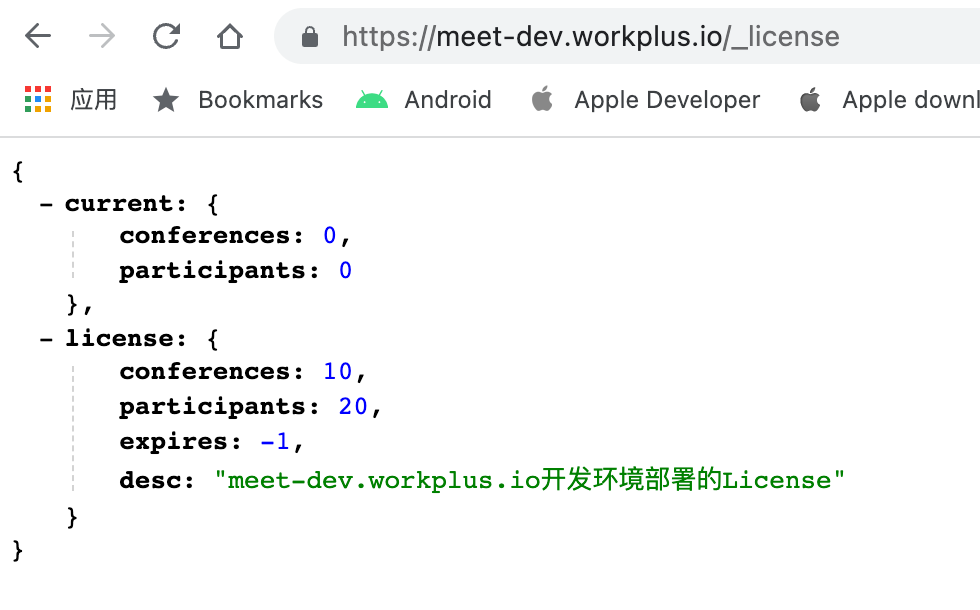 https://meet-dev.workplus.io/_license
应用 Bookmarks Android Apple Developer Apple downl
{
- current: {
conferences: 0,
participants: 0
},
- license: {
conferences: 10,
participants: 20,
expires: -1,
desc: "meet-dev.workplus.io开发环境部署的License"
}
}